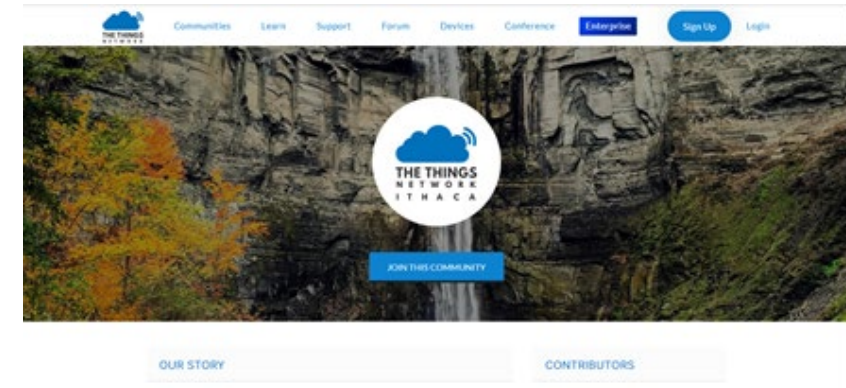 THE THINGS
NETWORK
Communities Learn Support Forum Devices Conference Enterprise Sign Up Login
THE THINGS
NETWORK
ITHACA
JOIN THIS COMMUNITY
OUR STORY
CONTRIBUTORS